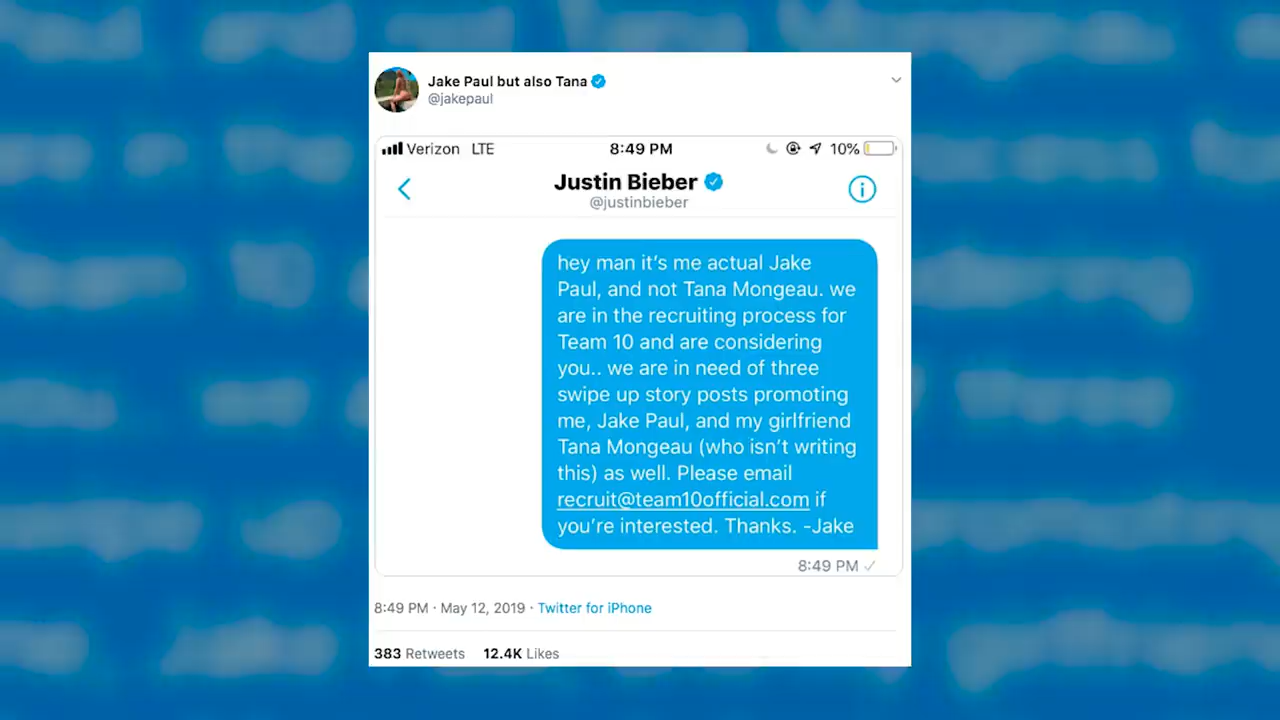 Jake Paul but also Tana
@jakepaul
Verizon LTE 8:49 PM 10%
Justin Bieber
@justinbieber
hey man it's me actual Jake
Paul, and not Tana Mongeau. we
are in the recruiting process for
Team 10 and are considering
you.. we are in need of three
swipe up story posts promoting
me, Jake Paul, and my girlfriend
Tana Mongeau (who isn't writing
this) as well. Please email
recruit@team10official.com if
you're interested. Thanks. -Jake
8:49 PM
8:49 PM · May 12, 2019 · Twitter for iPhone
383 Retweets 12.4K Likes